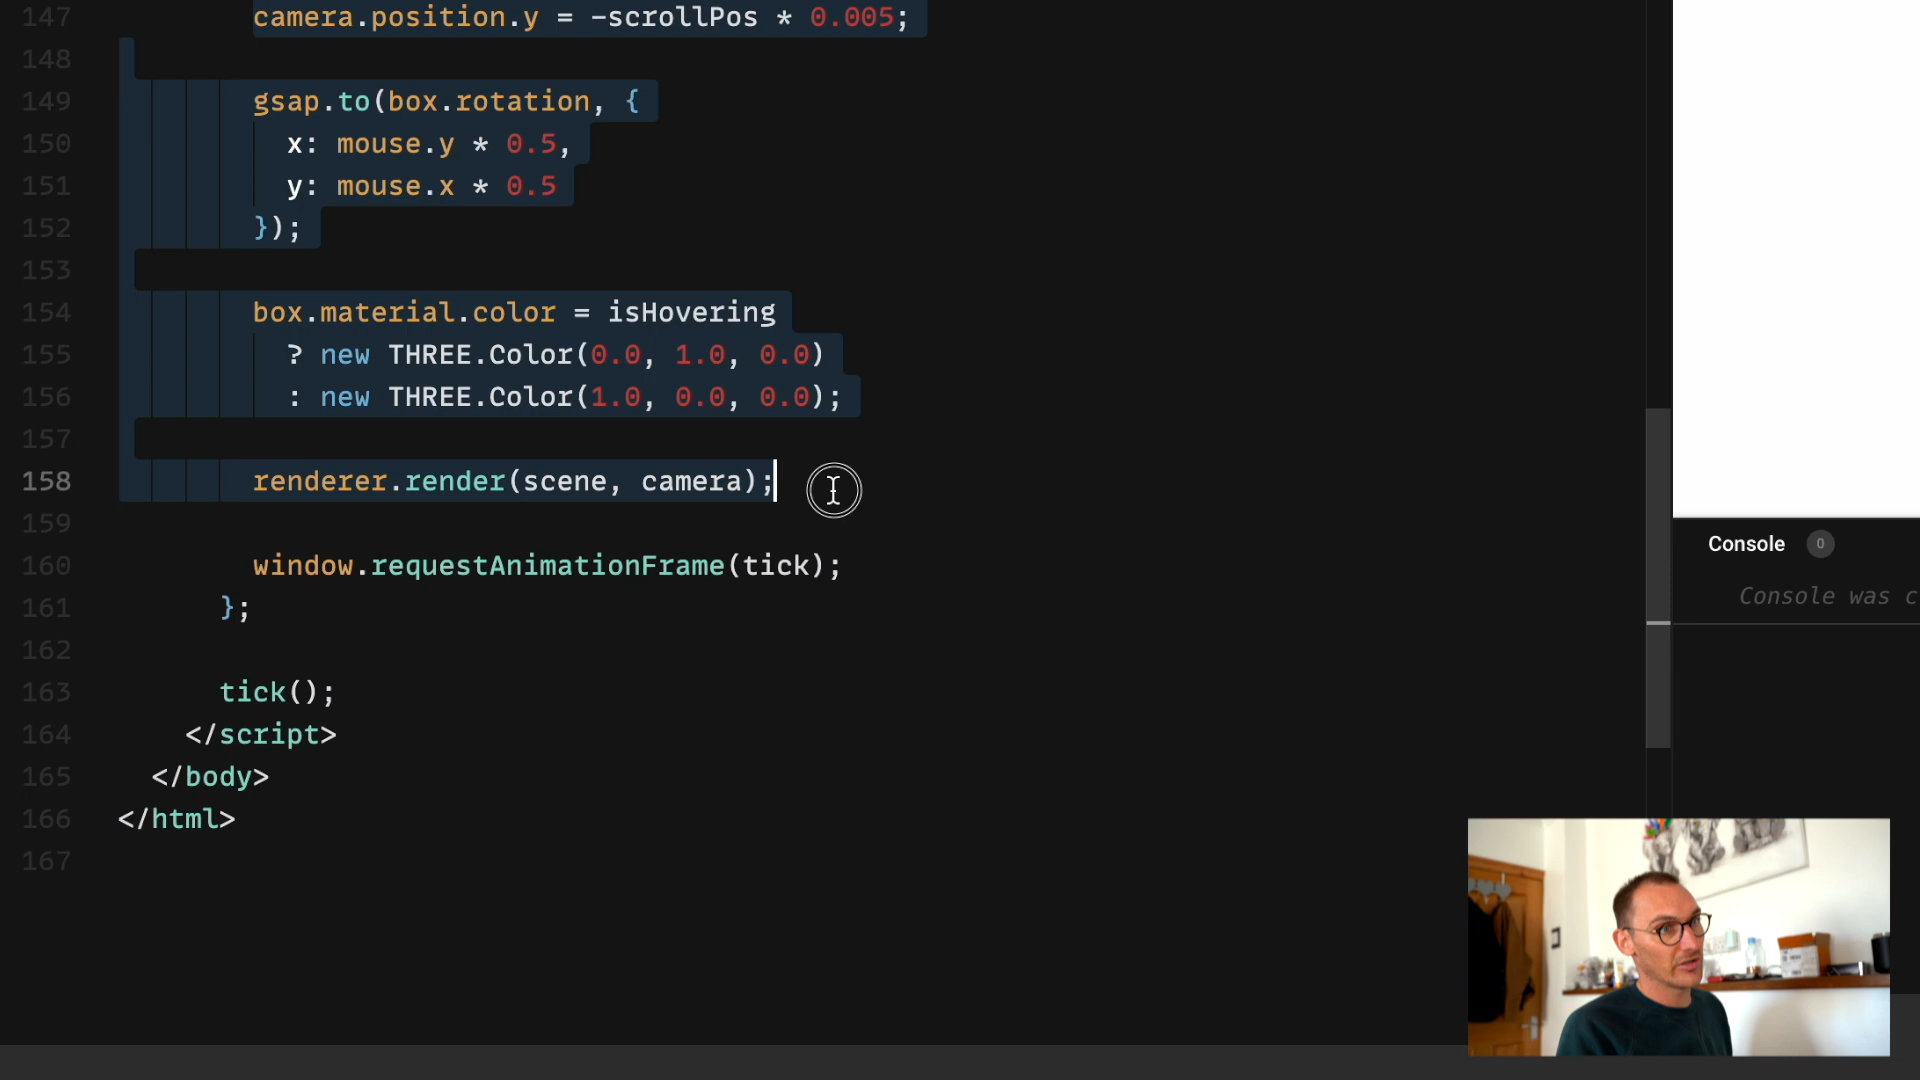 147 camera.position.y = -scrollPos * 0.005;
148
149 gsap.to(box.rotation, {
150 x: mouse.y * 0.5,
151 y: mouse.x * 0.5
152 });
153
154 box.material.color = isHovering
155 ? new THREE.Color(0.0, 1.0, 0.0)
156 : new THREE.Color(1.0, 0.0, 0.0);
157
158 renderer.render(scene, camera);
159
160 window.requestAnimationFrame(tick);
161 };
162
163 tick();
164 </script>
165 </body>
166 </html>
167
Console 0
Console was c